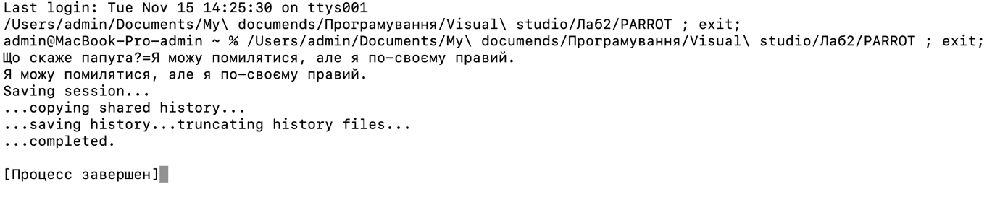 Last login: Tue Nov 15 14:25:30 on ttys001
/Users/admin/Documents/My\ documends/Програмування/Visual\ studio/Лаб2/PARROT ; exit;
admin@MacBook-Pro-admin ~ % /Users/admin/Documents/My\ documends/Програмування/Visual\ studio/Лаб2/PARROT ; exit;
Що скаже папуга?=Я можу помилятися, але я по-своєму правий.
Я можу помилятися, але я по-своєму правий.
Saving session...
...copying shared history...
...saving history...truncating history files...
...completed.
[Процесс завершен]